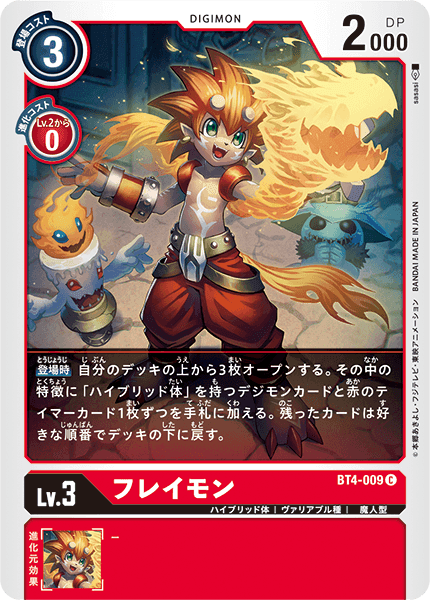 DIGIMON
登場コスト
3
2000
DP
進化コスト
Lv.2から
0
sasasi
© 本郷あきよし・フジテレビ・東映アニメーション BANDAI MADE IN JAPAN
登場時 自分のデッキの上から3枚オープンする。その中の
特徴に「ハイブリッド体」を持つデジモンカードと赤のテ
イマーカード1枚ずつを手札に加える。残ったカードは好
きな順番でデッキの下に戻す。
BT4-009 C
Lv.3
フレイモン
ハイブリッド体 | ヴァリアブル種 | 魔人型
進化元効果
-